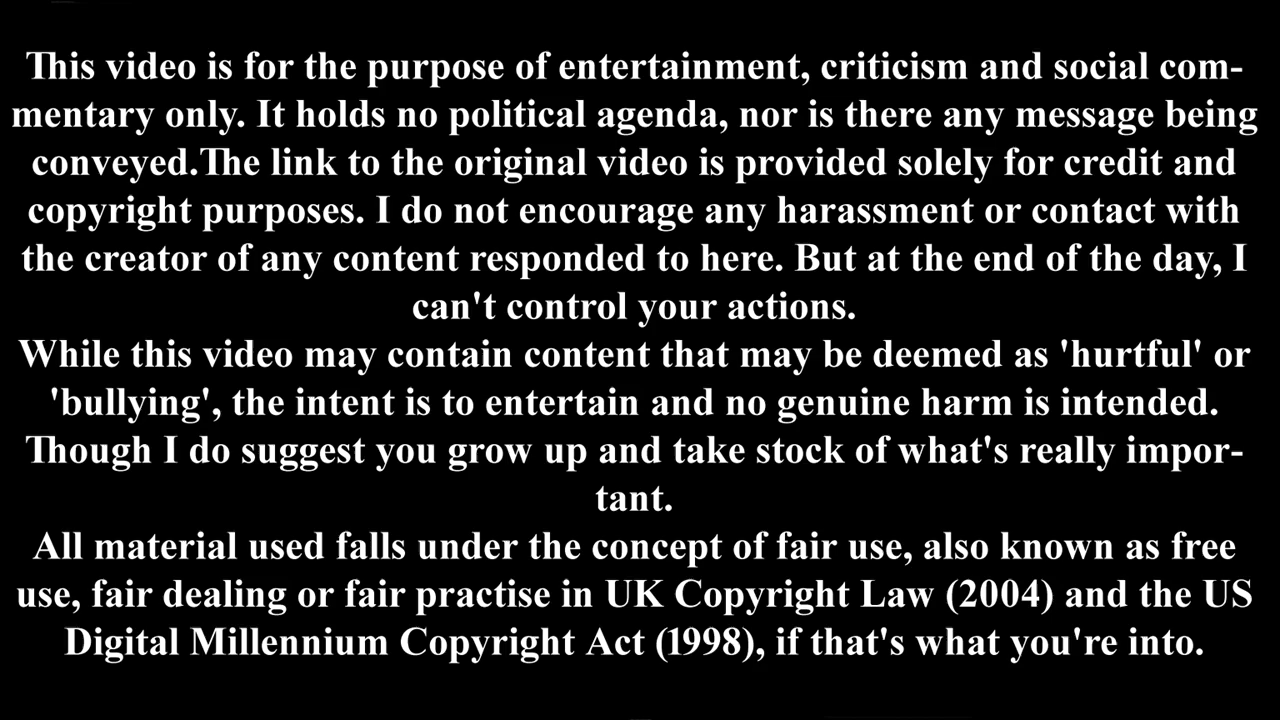 This video is for the purpose of entertainment, criticism and social com-
mentary only. It holds no political agenda, nor is there any message being
conveyed.The link to the original video is provided solely for credit and
copyright purposes. I do not encourage any harassment or contact with
the creator of any content responded to here. But at the end of the day, I
can't control your actions.
While this video may contain content that may be deemed as 'hurtful' or
'bullying', the intent is to entertain and no genuine harm is intended.
Though I do suggest you grow up and take stock of what's really impor-
tant.
All material used falls under the concept of fair use, also known as free
use, fair dealing or fair practise in UK Copyright Law (2004) and the US
Digital Millennium Copyright Act (1998), if that's what you're into.